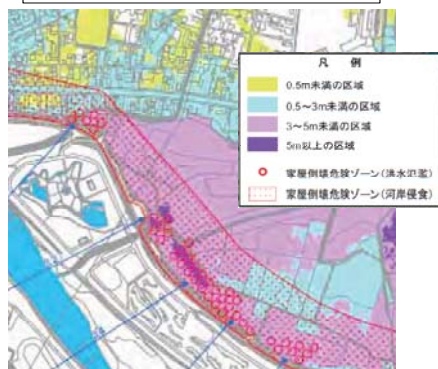 凡 例
0.5m未満の区域
0.5〜3m未満の区域
3〜5m未満の区域
5m以上の区域
家屋倒壊危険ゾーン(洪水氾濫)
家屋倒壊危険ゾーン(河岸侵食)